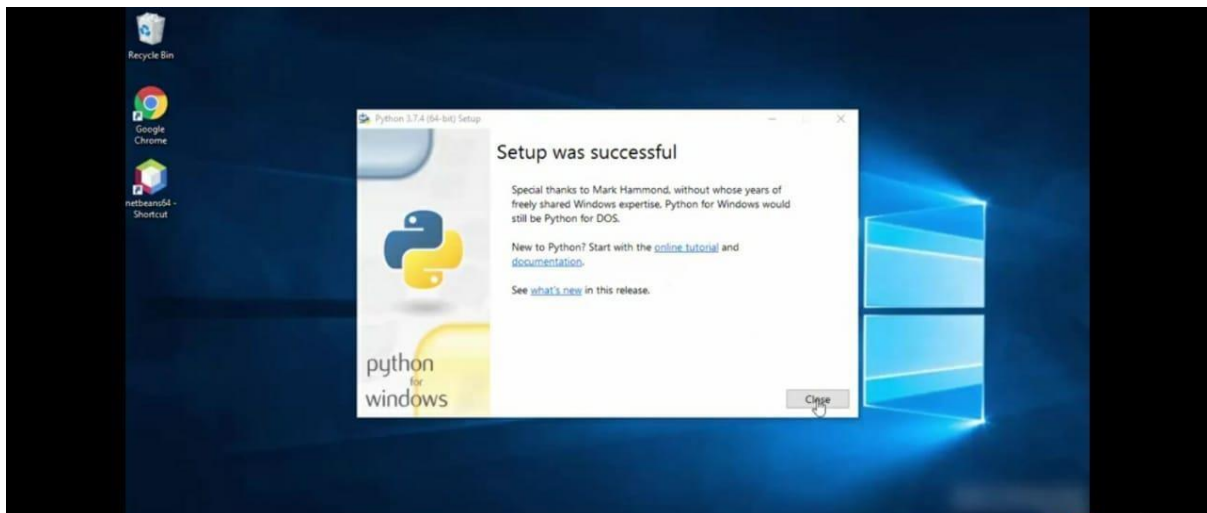 Recycle Bin
Google
Chrome
netbeans64 -
Shortcut
Python 3.7.4 (64-bit) Setup
Setup was successful
Special thanks to Mark Hammond, without whose years of
freely shared Windows expertise, Python for Windows would
still be Python for DOS.
New to Python? Start with the online tutorial and
documentation.
See what's new in this release.
python
for
windows
Close